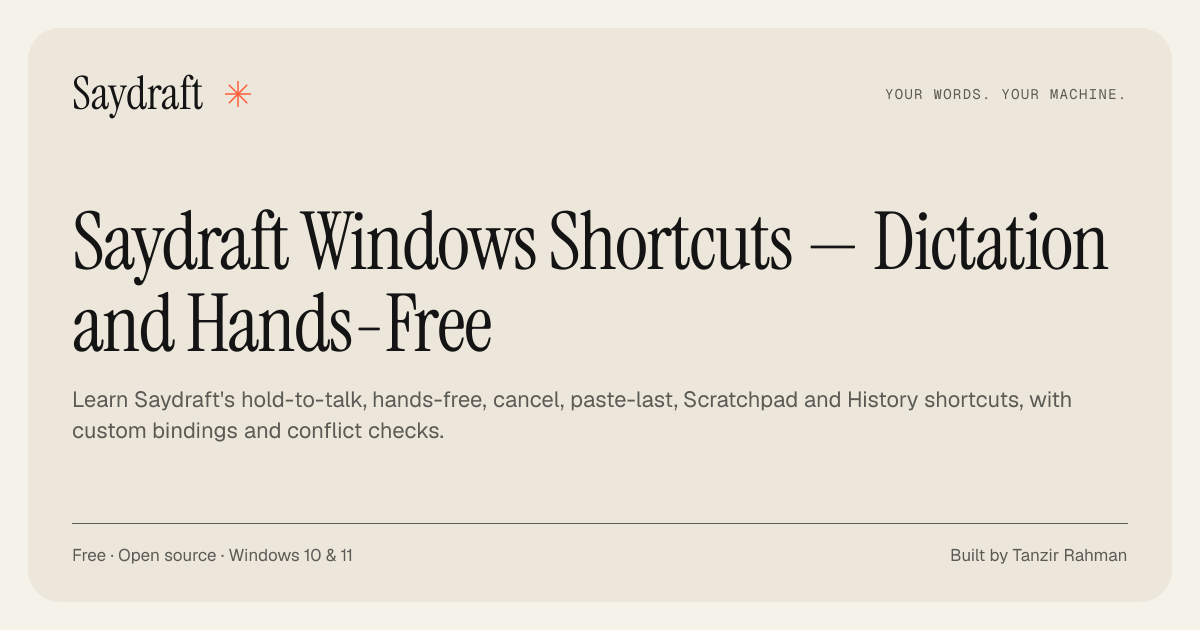 Saydraft
YOUR WORDS. YOUR MACHINE.
Saydraft Windows Shortcuts — Dictation
and Hands-Free
Learn Saydraft's hold-to-talk, hands-free, cancel, paste-last, Scratchpad and History shortcuts, with
custom bindings and conflict checks.
Free · Open source · Windows 10 & 11
Built by Tanzir Rahman